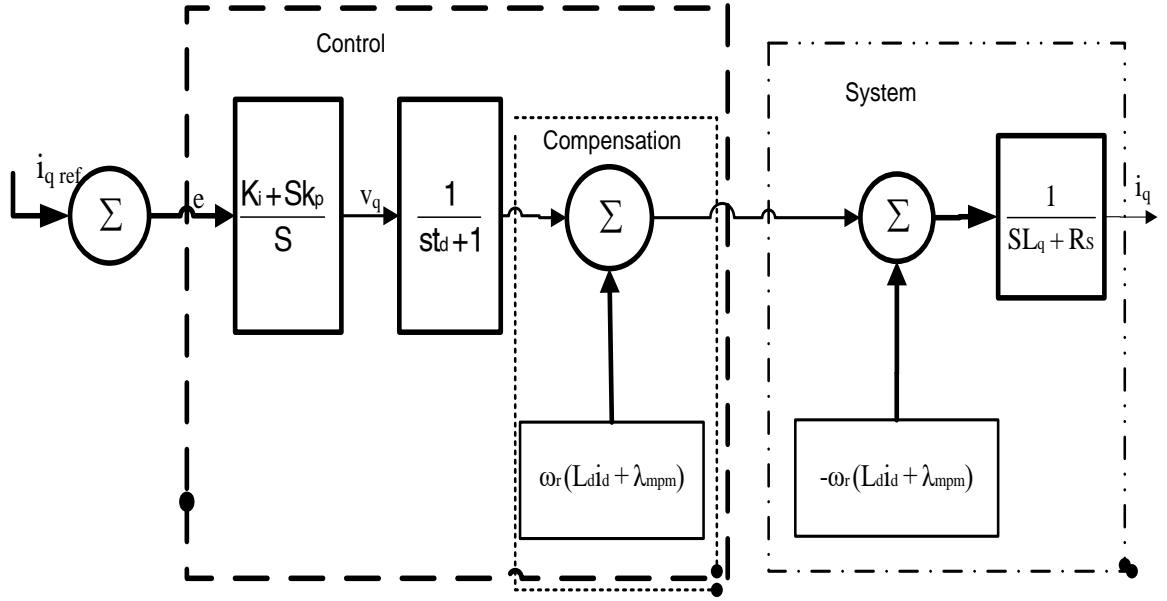 Control
System
Compensation
i_q ref
Σ
e
K_i + Sk_p
S
v_q
1
st_d+1
Σ
Σ
1
SL_q + R_S
i_q
ω_r(L_d i_d + λ_mpm)
-ω_r(L_d i_d + λ_mpm)